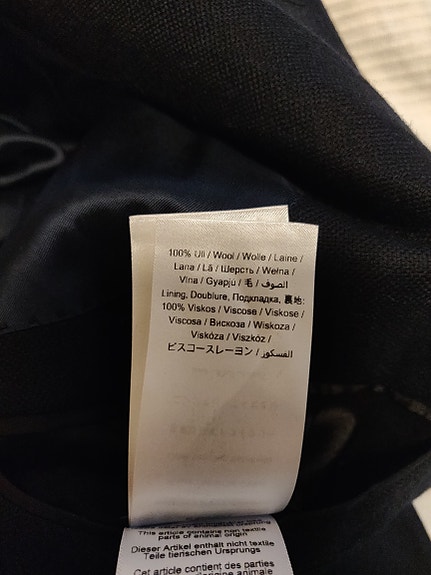 100% Ull / Wool / Wolle / Laine /
Lana / Lã / Шерсть / Wełna /
Vlna / Gyapjú / 毛 / الصوف
Lining, Doublure, Подкладка, 裏地:
100% Viskos / Viscose / Viskose /
Viscosa / Вискоза / Wiskoza /
Viskóza / Viszkóz /
ビスコースレーヨン / الفسكوز
This article contains non textile
parts of animal origin
Dieser Artikel enthält nicht textile
Teile tierischen Ursprungs
Cet article contient des parties
d'origine animale